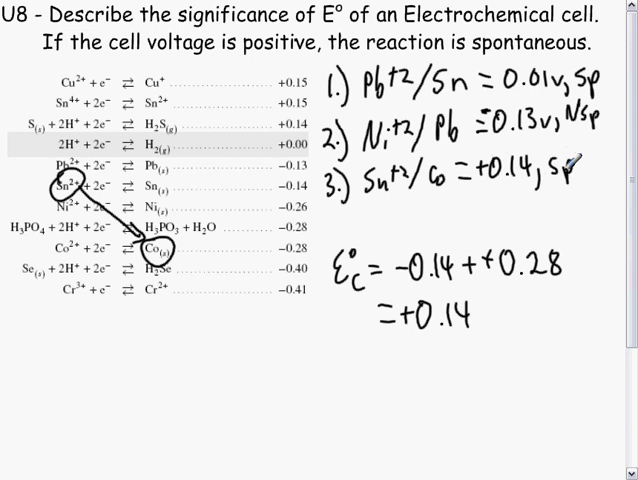 U8 - Describe the significance of E° of an Electrochemical cell.
If the cell voltage is positive, the reaction is spontaneous.
Cu²⁺ + e⁻ ⇄ Cu⁺ ........ +0.15
Sn⁴⁺ + 2e⁻ ⇄ Sn²⁺ ........ +0.15
S(s) + 2H⁺ + 2e⁻ ⇄ H₂S(g) ........ +0.14
2H⁺ + 2e⁻ ⇄ H₂(g) ........ +0.00
Pb²⁺ + 2e⁻ ⇄ Pb(s) ........ −0.13
Sn²⁺ + 2e⁻ ⇄ Sn(s) ........ −0.14
Ni²⁺ + 2e⁻ ⇄ Ni(s) ........ −0.26
H₃PO₄ + 2H⁺ + 2e⁻ ⇄ H₃PO₃ + H₂O ........ −0.28
Co²⁺ + 2e⁻ ⇄ Co(s) ........ −0.28
Se(s) + 2H⁺ + 2e⁻ ⇄ H₂Se ........ −0.40
Cr³⁺ + e⁻ ⇄ Cr²⁺ ........ −0.41
1.) Pb⁺²/Sn = 0.01v, Sp
2.) Ni⁺²/Pb = -0.13v, NSp
3.) Sn⁺²/Co = +0.14, Sp
E°c = -0.14 + +0.28
= +0.14